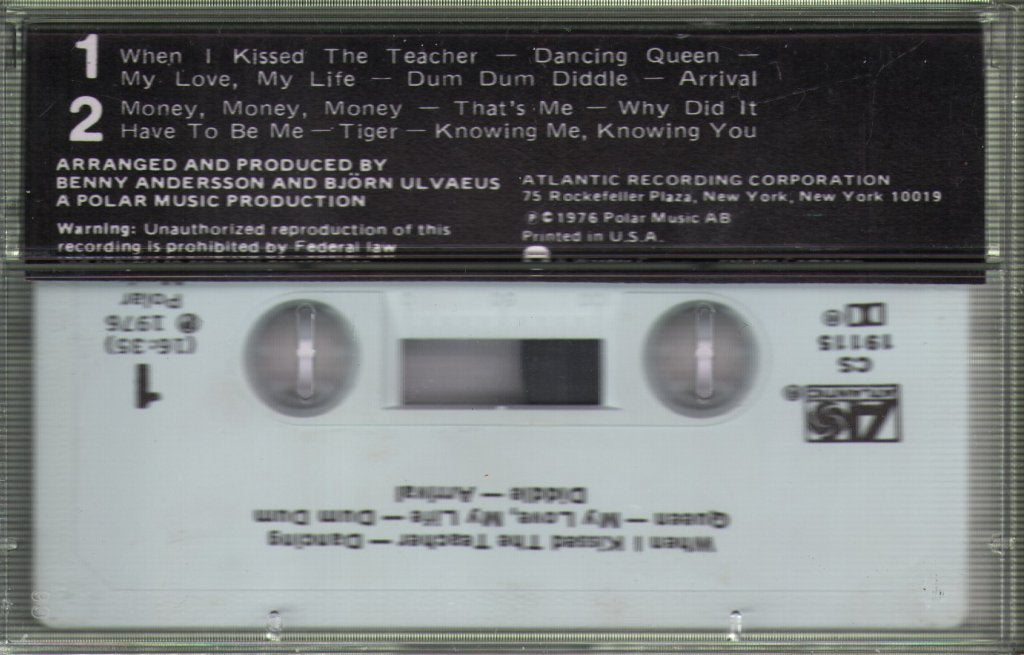 1 When I Kissed The Teacher — Dancing Queen —
My Love, My Life — Dum Dum Diddle — Arrival
2 Money, Money, Money — That's Me — Why Did It
Have To Be Me — Tiger — Knowing Me, Knowing You
ARRANGED AND PRODUCED BY
BENNY ANDERSSON AND BJÖRN ULVAEUS
A POLAR MUSIC PRODUCTION
Warning: Unauthorized reproduction of this
recording is prohibited by Federal law
ATLANTIC RECORDING CORPORATION
75 Rockefeller Plaza, New York, New York 10019
℗©1976 Polar Music AB
Printed in U.S.A.
ATLANTIC®
CS
19115
®
1
(16:35)
℗ 1976
Polar
When I Kissed The Teacher — Dancing
Queen — My Love, My Life — Dum Dum
Diddle — Arrival